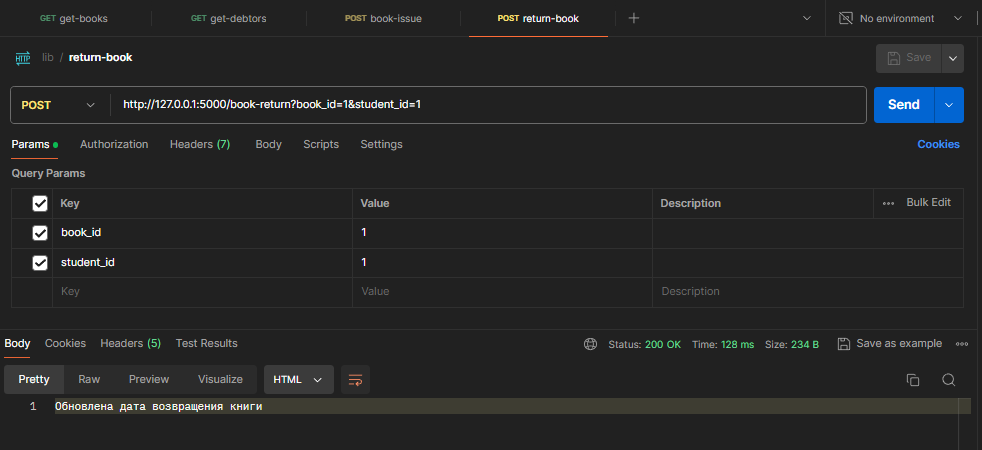 GET get-books GET get-debtors POST book-issue POST return-book No environment
HTTP lib / return-book Save
POST http://127.0.0.1:5000/book-return?book_id=1&student_id=1 Send
Params Authorization Headers (7) Body Scripts Settings Cookies
Query Params
Key Value Description Bulk Edit
book_id 1
student_id 1
Key Value Description
Body Cookies Headers (5) Test Results Status: 200 OK Time: 128 ms Size: 234 B Save as example
Pretty Raw Preview Visualize HTML
1 Обновлена дата возвращения книги